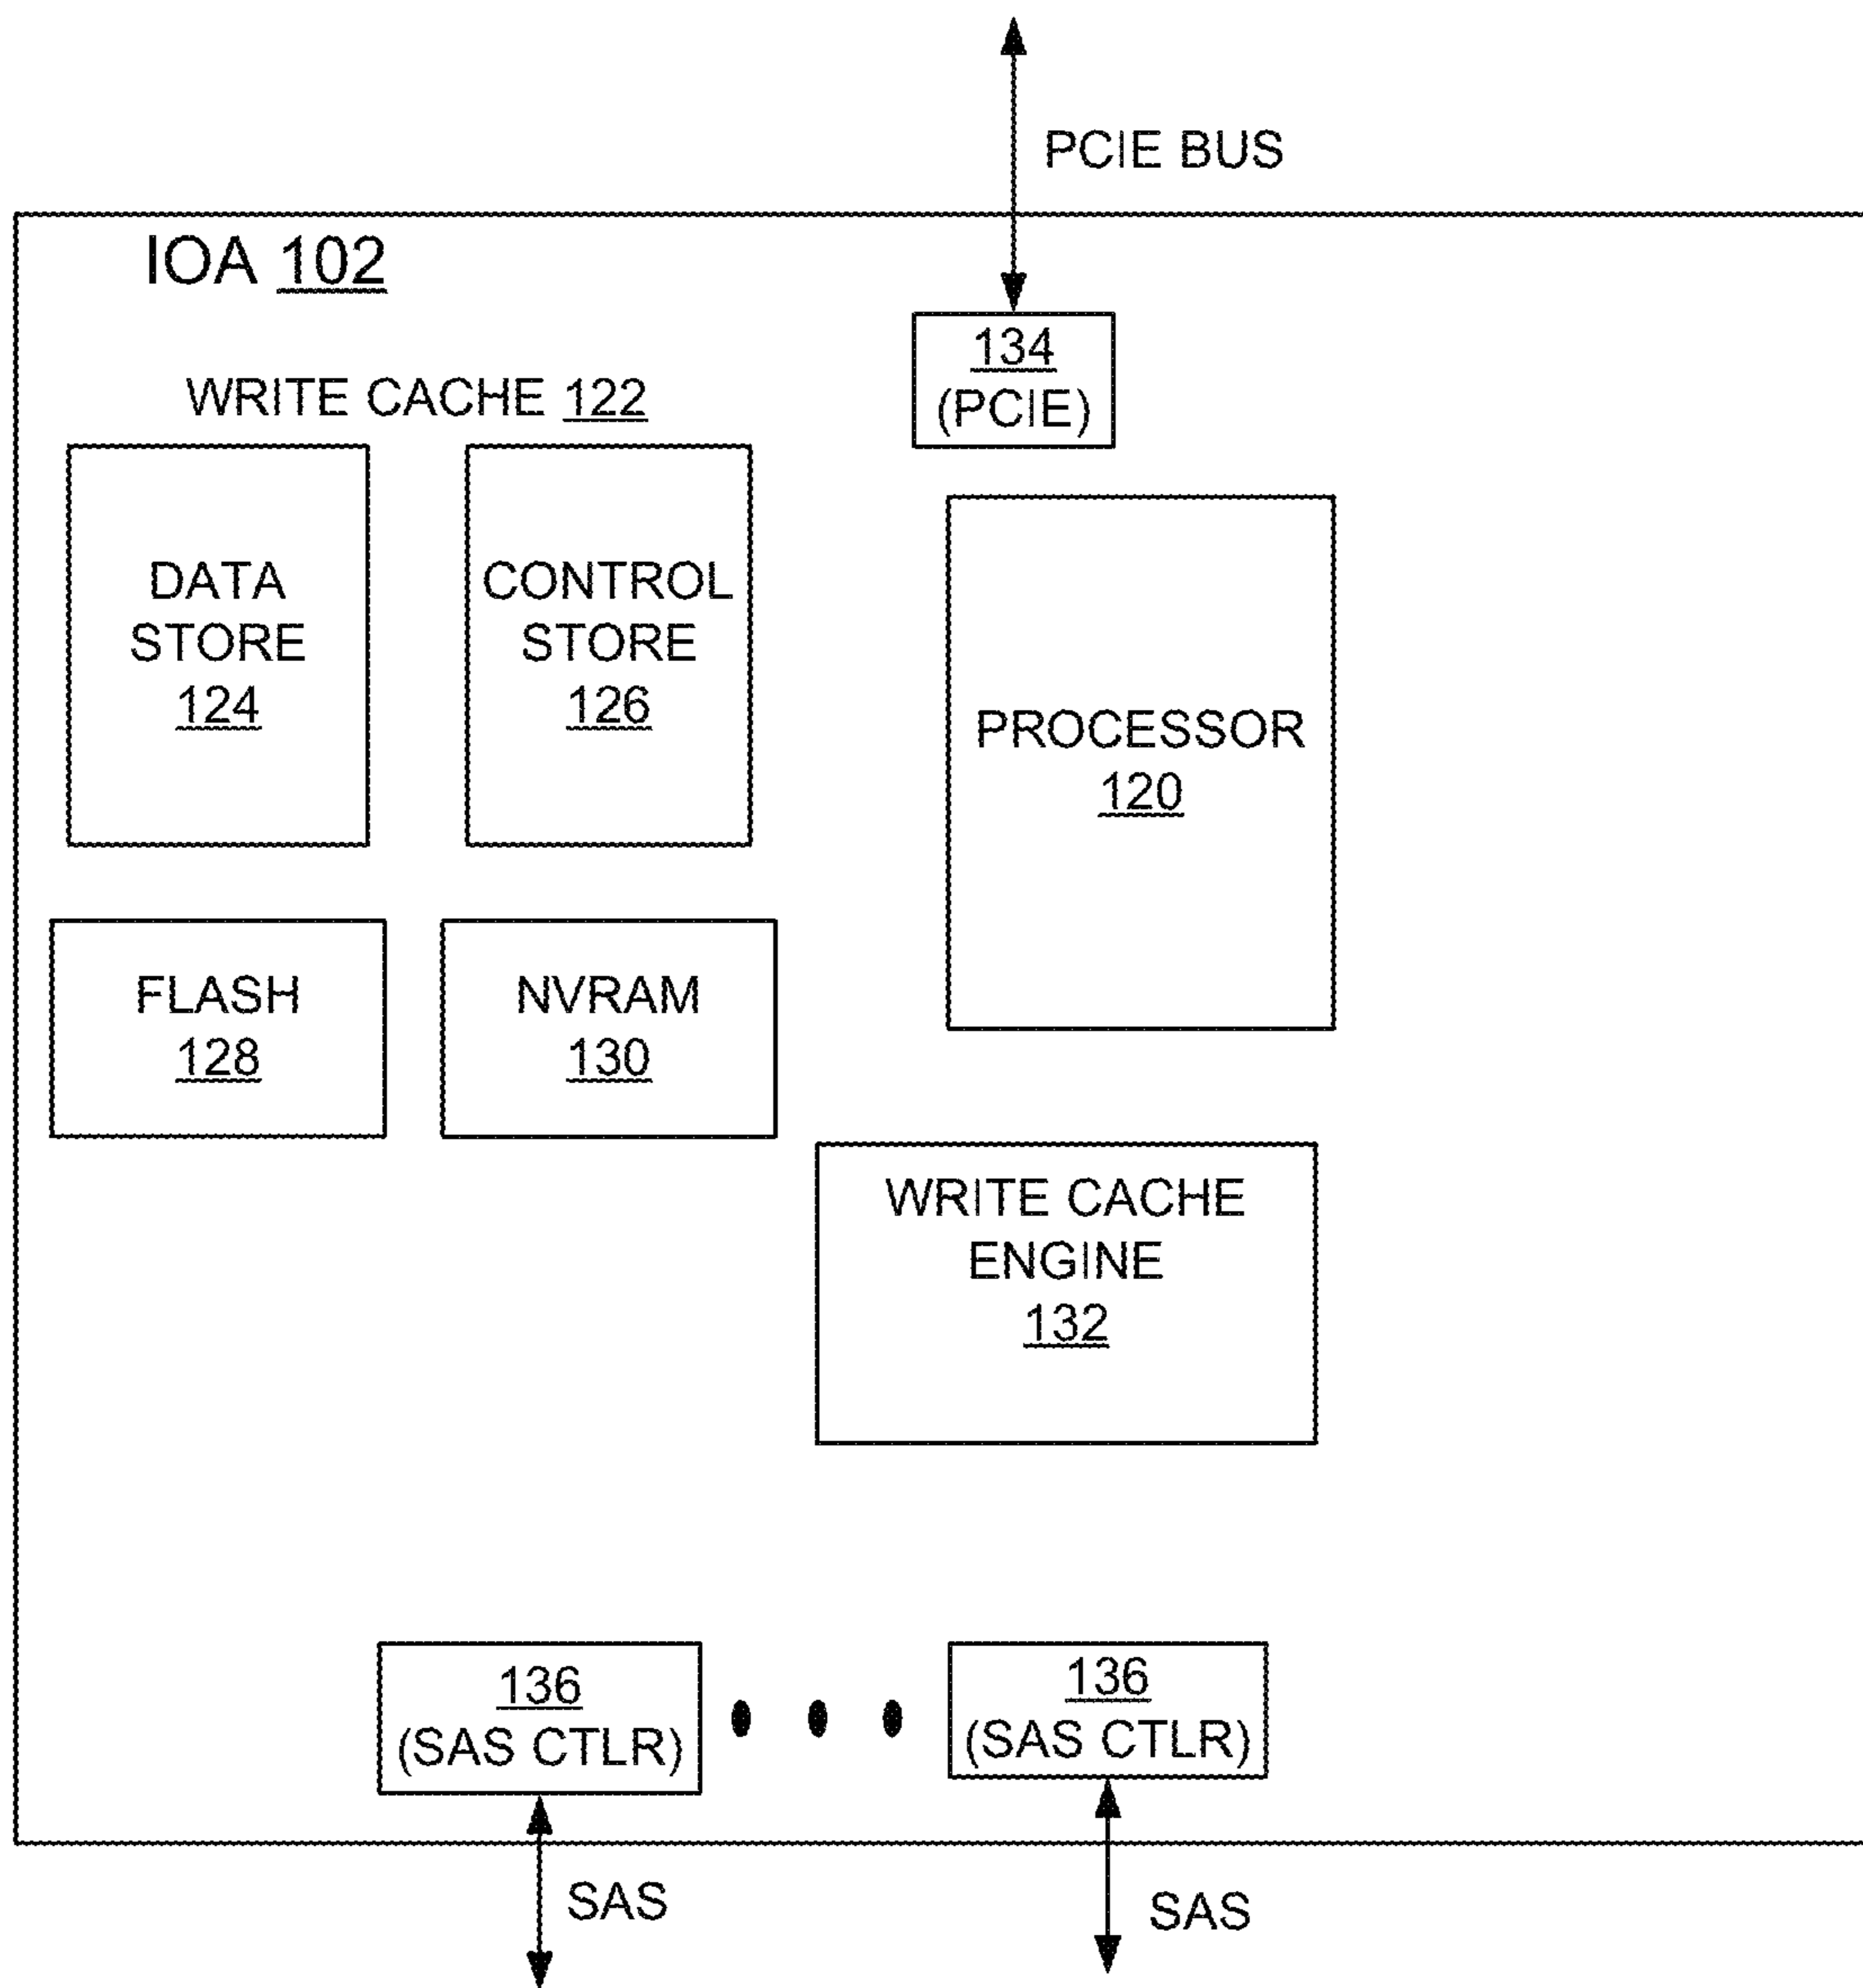 PCIE BUS
IOA 102
134
(PCIE)
WRITE CACHE 122
DATA
STORE
124
CONTROL
STORE
126
PROCESSOR
120
FLASH
128
NVRAM
130
WRITE CACHE
ENGINE
132
136
(SAS CTLR)
136
(SAS CTLR)
SAS
SAS